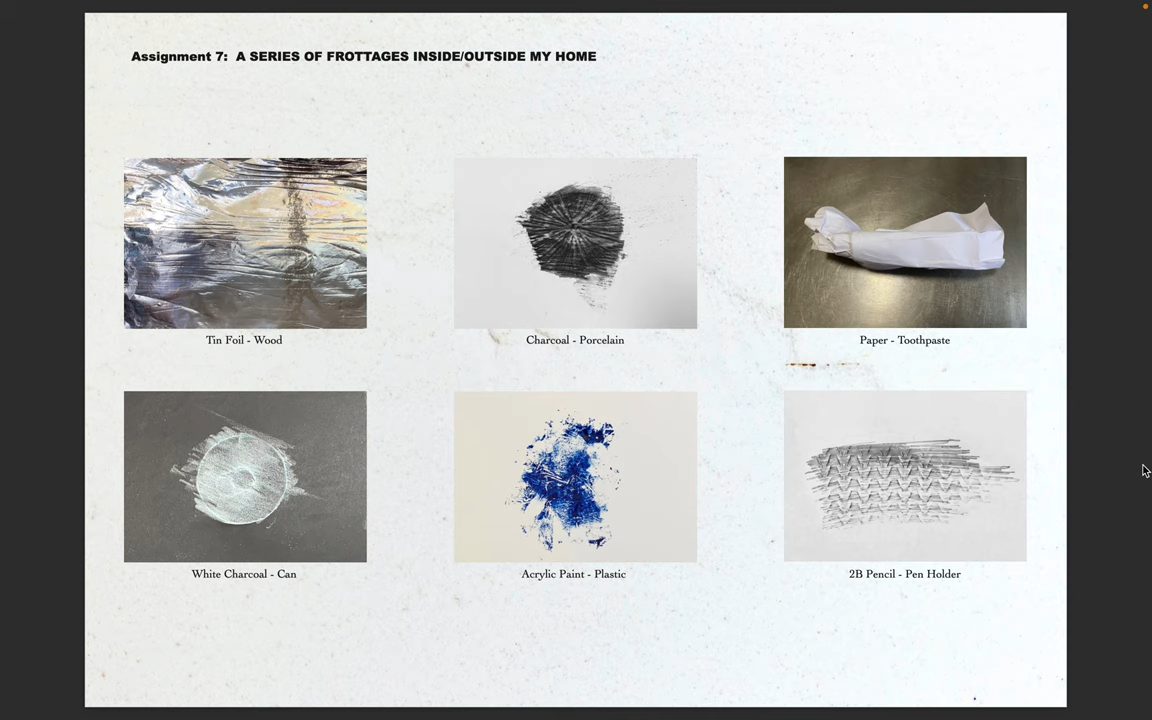 Assignment 7: A SERIES OF FROTTAGES INSIDE/OUTSIDE MY HOME
Tin Foil - Wood
Charcoal - Porcelain
Paper - Toothpaste
White Charcoal - Can
Acrylic Paint - Plastic
2B Pencil - Pen Holder